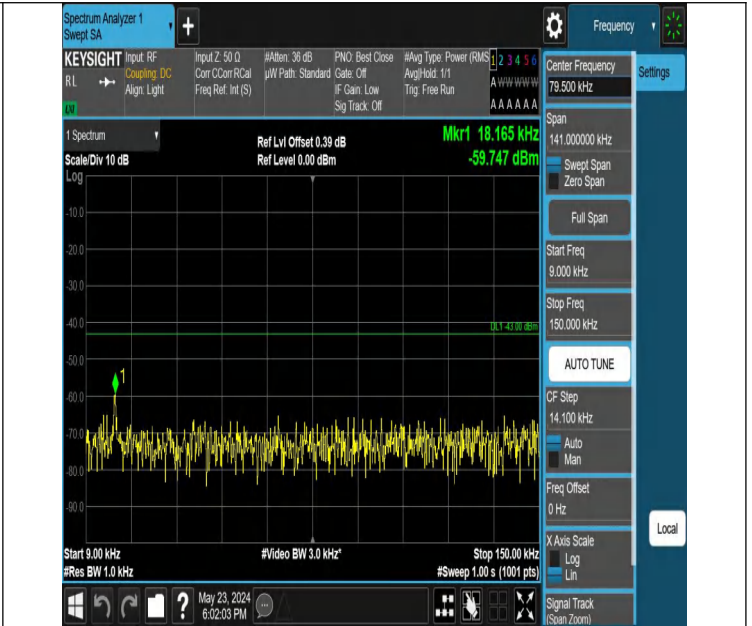 Spectrum Analyzer 1
Swept SA
+
Frequency
KEYSIGHT
RL
Input: RF
Coupling: DC
Align: Light
Input Z: 50 Ω
Corr CCorr RCal
Freq Ref: Int (S)
#Atten: 36 dB
µW Path: Standard
PNO: Best Close
Gate: Off
IF Gain: Low
Sig Track: Off
#Avg Type: Power (RMS
Avg|Hold: 1/1
Trig: Free Run
1 2 3 4 5 6
A W W W W W
A A A A A A
1 Spectrum
Scale/Div 10 dB
Log
Ref Lvl Offset 0.39 dB
Ref Level 0.00 dBm
Mkr1 18.165 kHz
-59.747 dBm
-10.0
-20.0
-30.0
-40.0
DL1 -43.00 dBm
-50.0
1
-60.0
-70.0
-80.0
-90.0
Start 9.00 kHz
#Res BW 1.0 kHz
#Video BW 3.0 kHz*
Stop 150.00 kHz
#Sweep 1.00 s (1001 pts)
?
May 23, 2024
6:02:03 PM
Center Frequency
79.500 kHz
Settings
Span
141.000000 kHz
Swept Span
Zero Span
Full Span
Start Freq
9.000 kHz
Stop Freq
150.000 kHz
AUTO TUNE
CF Step
14.100 kHz
Auto
Man
Freq Offset
0 Hz
X Axis Scale
Log
Lin
Local
Signal Track
(Span Zoom)